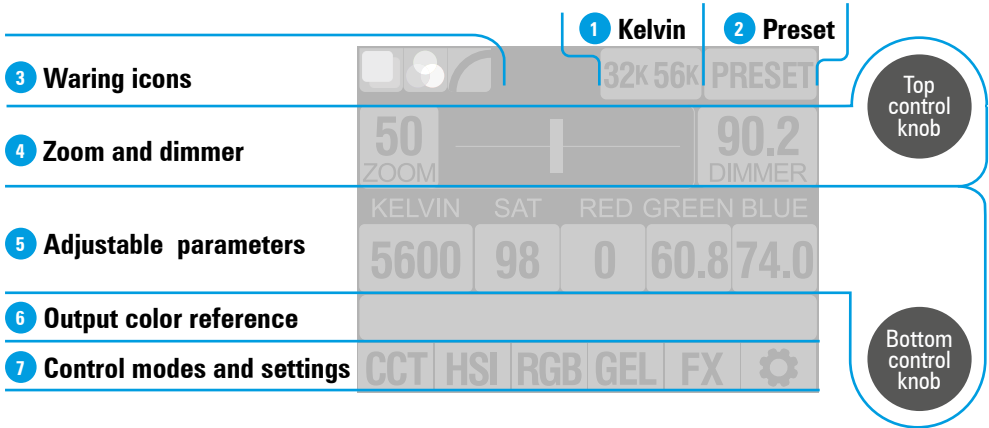 1 Kelvin
2 Preset
3 Waring icons
32K 56K PRESET
Top
control
knob
4 Zoom and dimmer
50
ZOOM
90.2
DIMMER
KELVIN SAT RED GREEN BLUE
5 Adjustable parameters
5600 98 0 60.8 74.0
6 Output color reference
7 Control modes and settings
CCT HSI RGB GEL FX
Bottom
control
knob